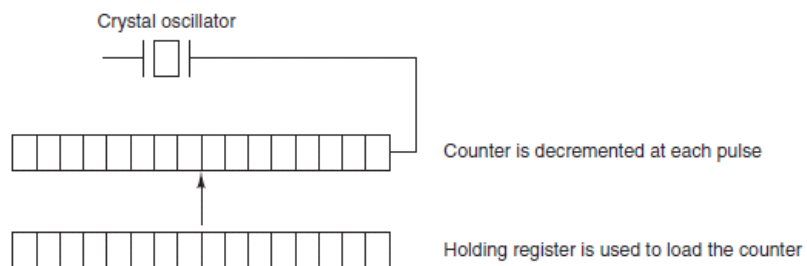 Crystal oscillator
Counter is decremented at each pulse
Holding register is used to load the counter